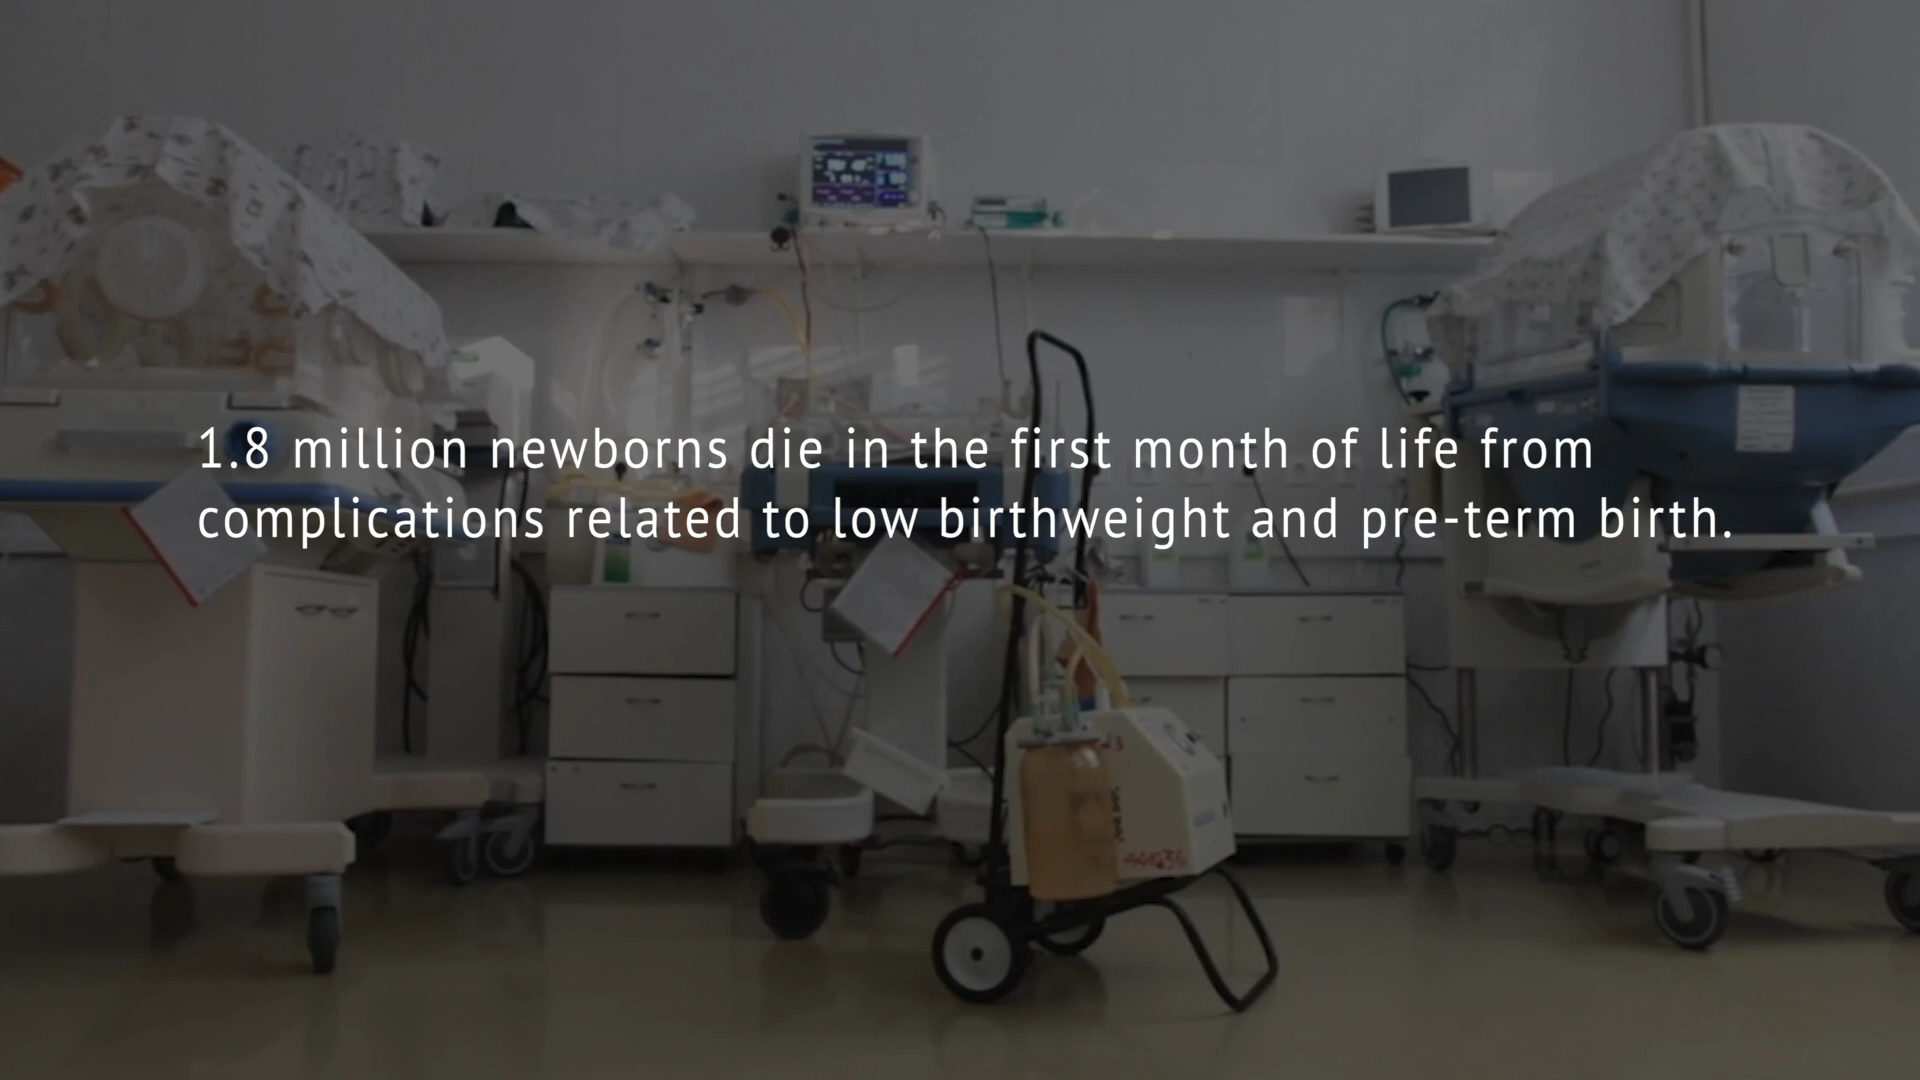 1.8 million newborns die in the first month of life from
complications related to low birthweight and pre-term birth.